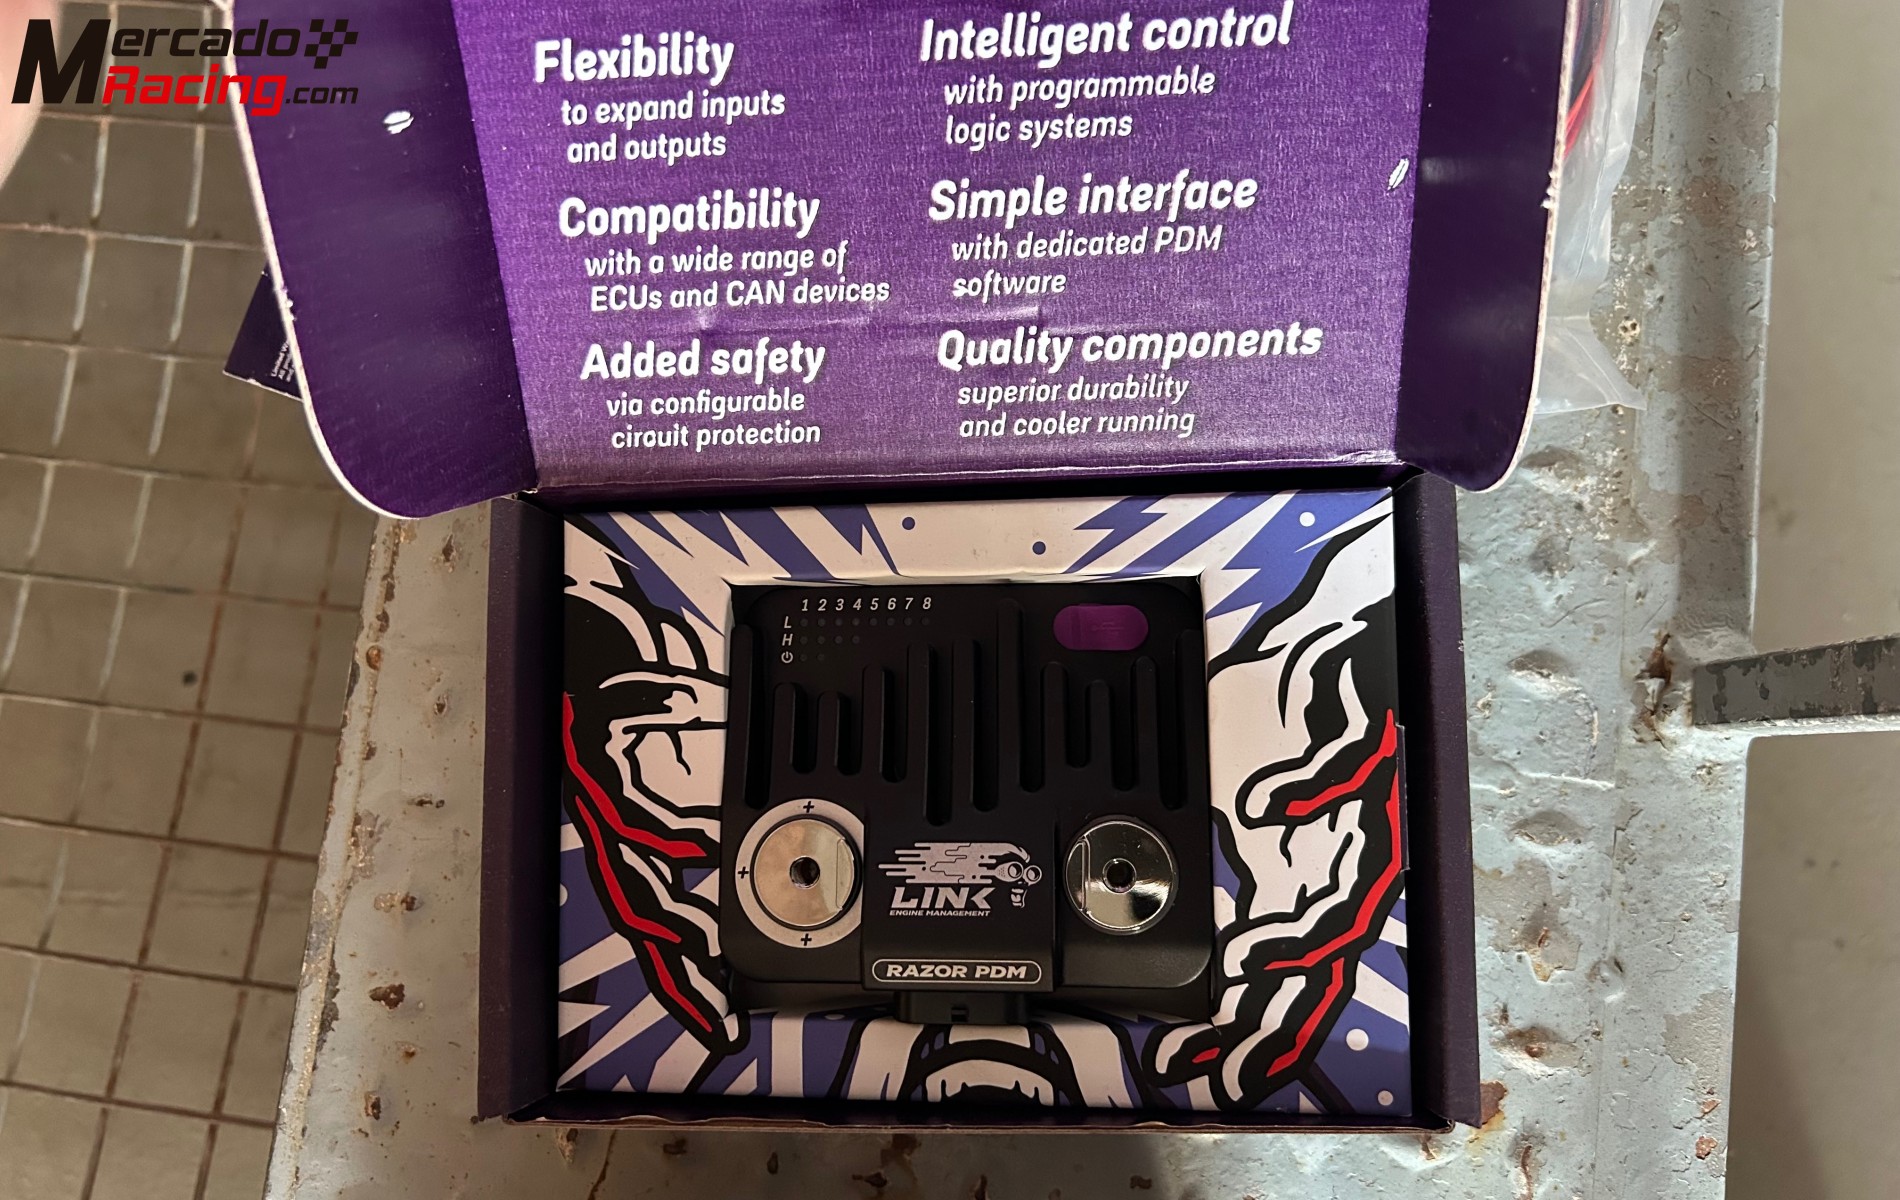 Mercado
Racing.com
Flexibility
to expand inputs
and outputs
Intelligent control
with programmable
logic systems
Compatibility
with a wide range of
ECUs and CAN devices
Simple interface
with dedicated PDM
software
Added safety
via configurable
circuit protection
Quality components
superior durability
and cooler running
1 2 3 4 5 6 7 8
L
H
+
+
+
LINK
ENGINE MANAGEMENT
RAZOR PDM